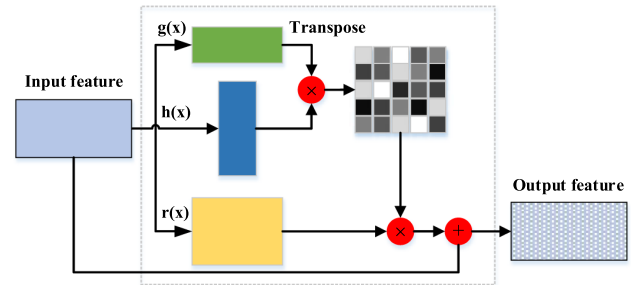 g(x)
Transpose
Input feature
h(x)
×
r(x)
×
+
Output feature